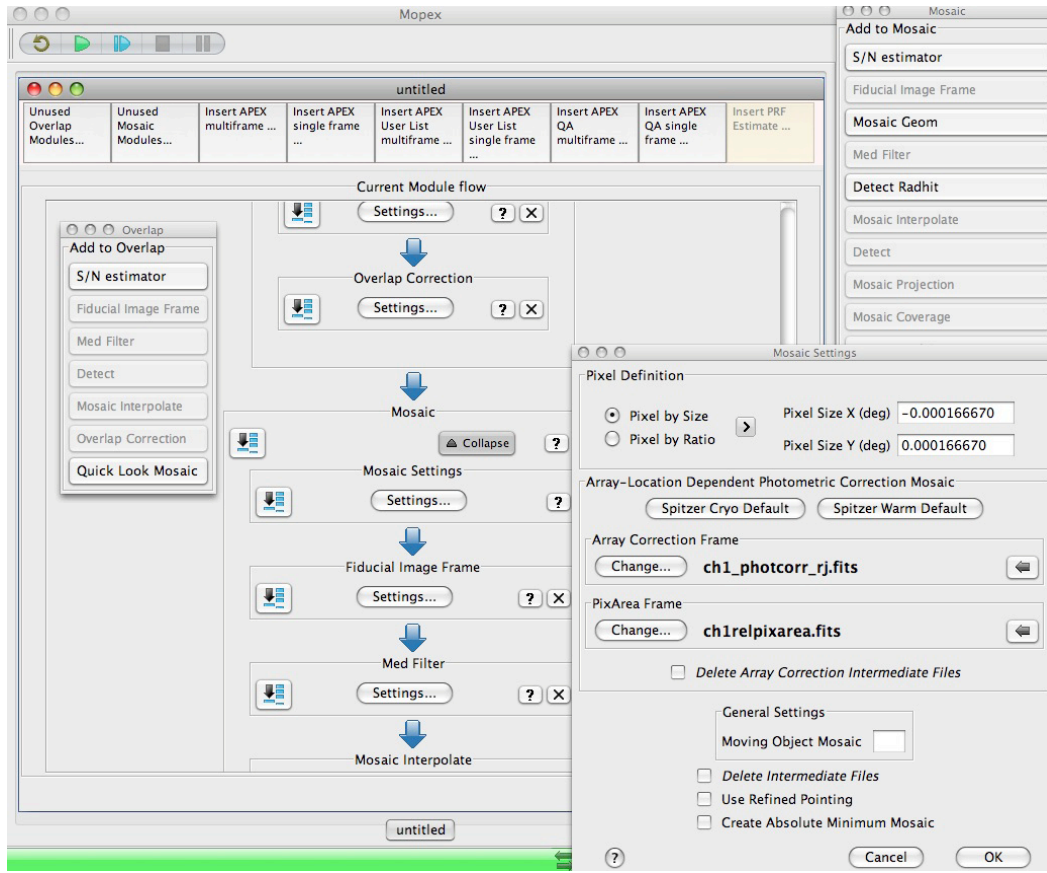 Mopex
Mosaic
Add to Mosaic
S/N estimator
Fiducial Image Frame
Mosaic Geom
Med Filter
Detect Radhit
Mosaic Interpolate
Detect
Mosaic Projection
Mosaic Coverage
untitled
Unused
Overlap
Modules...
Unused
Mosaic
Modules...
Insert APEX
multiframe ...
Insert APEX
single frame
...
Insert APEX
User List
multiframe ...
Insert APEX
User List
single frame
...
Insert APEX
QA
multiframe ...
Insert APEX
QA single
frame ...
Insert PRF
Estimate ...
Current Module flow
Settings...
?
X
Overlap Correction
Settings...
?
X
Overlap
Add to Overlap
S/N estimator
Fiducial Image Frame
Med Filter
Detect
Mosaic Interpolate
Overlap Correction
Quick Look Mosaic
Mosaic
Collapse
?
Mosaic Settings
Settings...
?
Fiducial Image Frame
Settings...
?
X
Med Filter
Settings...
?
X
Mosaic Interpolate
untitled
Mosaic Settings
Pixel Definition
Pixel by Size
Pixel by Ratio
>
Pixel Size X (deg) -0.000166670
Pixel Size Y (deg) 0.000166670
Array-Location Dependent Photometric Correction Mosaic
Spitzer Cryo Default
Spitzer Warm Default
Array Correction Frame
Change... ch1_photcorr_rj.fits
PixArea Frame
Change... ch1relpixarea.fits
Delete Array Correction Intermediate Files
General Settings
Moving Object Mosaic
Delete Intermediate Files
Use Refined Pointing
Create Absolute Minimum Mosaic
?
Cancel
OK